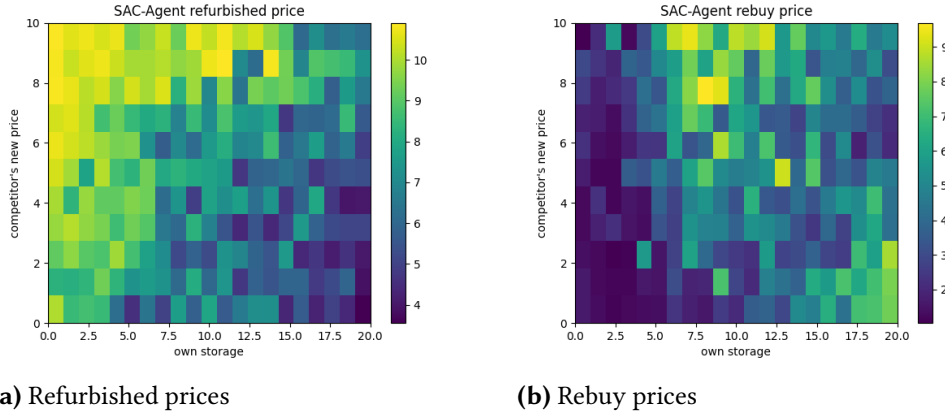 SAC-Agent refurbished price
competitor's new price
10
8
6
4
2
0
0.0 2.5 5.0 7.5 10.0 12.5 15.0 17.5 20.0
own storage
10
9
8
7
6
5
4
a) Refurbished prices
SAC-Agent rebuy price
competitor's new price
10
8
6
4
2
0
0.0 2.5 5.0 7.5 10.0 12.5 15.0 17.5 20.0
own storage
9
8
7
6
5
4
3
2
(b) Rebuy prices